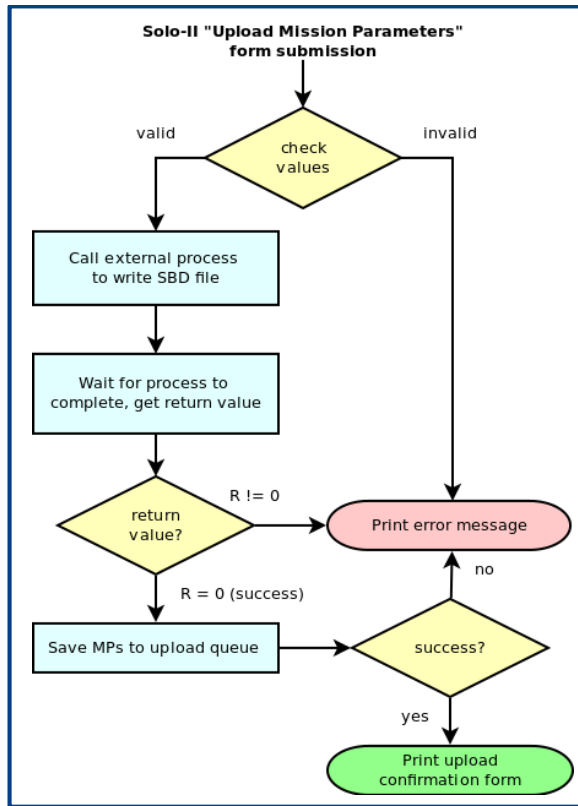 Solo-II "Upload Mission Parameters"
form submission
valid
invalid
check
values
Call external process
to write SBD file
Wait for process to
complete, get return value
R != 0
return
value?
Print error message
no
R = 0 (success)
Save MPs to upload queue
success?
yes
Print upload
confirmation form